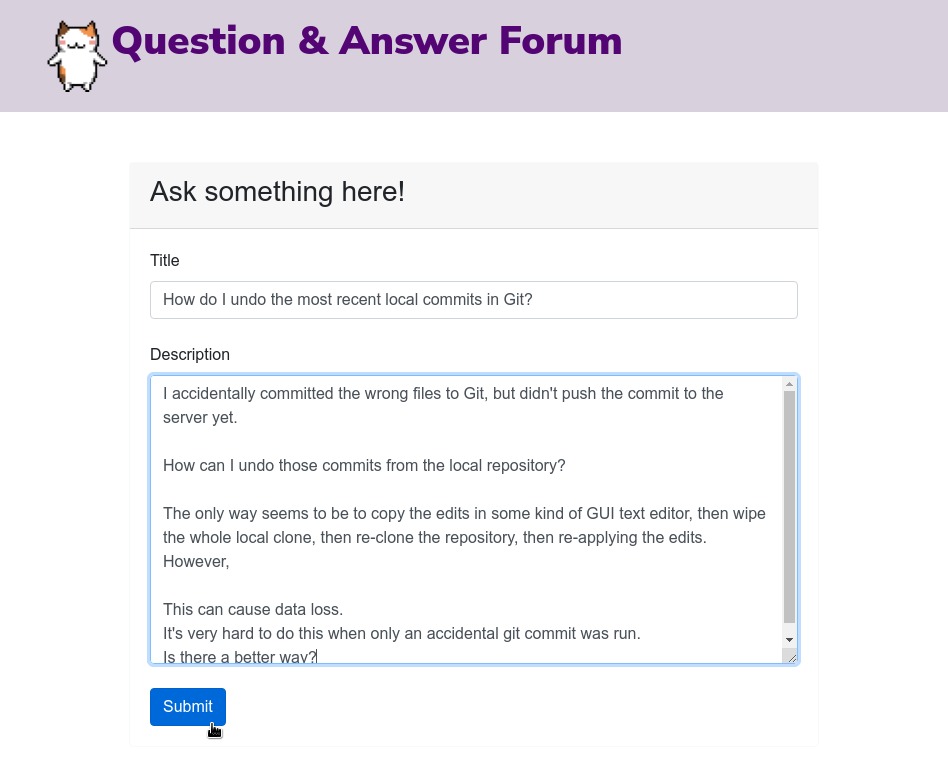 Question & Answer Forum
Ask something here!
Title
How do I undo the most recent local commits in Git?
Description
I accidentally committed the wrong files to Git, but didn't push the commit to the
server yet.
How can I undo those commits from the local repository?
The only way seems to be to copy the edits in some kind of GUI text editor, then wipe
the whole local clone, then re-clone the repository, then re-applying the edits.
However,
This can cause data loss.
It's very hard to do this when only an accidental git commit was run.
Is there a better way?
Submit